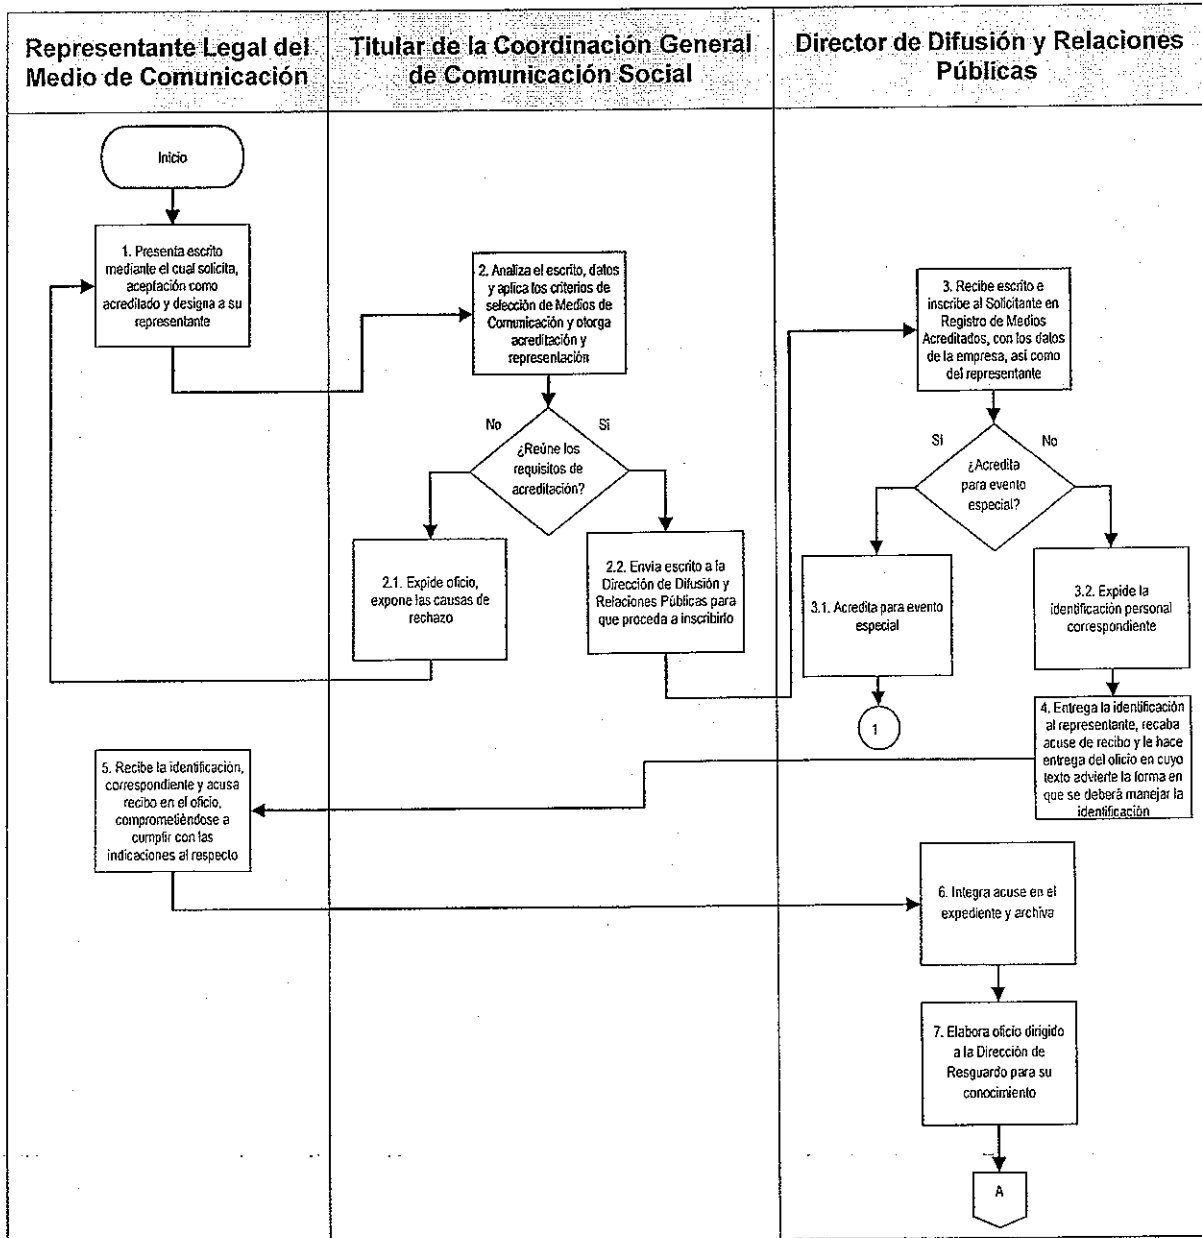 Representante Legal del
Medio de Comunicación
Titular de la Coordinación General
de Comunicación Social
Director de Difusión y Relaciones
Públicas
Inicio
1. Presenta escrito
mediante el cual solicita,
aceptación como
acreditado y designa a su
representante
2. Analiza el escrito, datos
y aplica los criterios de
selección de Medios de
Comunicación y otorga
acreditación y
representación
3. Recibe escrito e
inscribe al Solicitante en
Registro de Medios
Acreditados, con los datos
de la empresa, así como
del representante
No
Si
¿Reúne los
requisitos de
acreditación?
Si
No
¿Acredita
para evento
especial?
2.1. Expide oficio,
expone las causas de
rechazo
2.2. Envía escrito a la
Dirección de Difusión y
Relaciones Públicas para
que proceda a inscribirlo
3.1. Acredita para evento
especial
3.2. Expide la
identificación personal
correspondiente
1
4. Entrega la identificación
al representante, recaba
acuse de recibo y le hace
entrega del oficio en cuyo
texto advierte la forma en
que se deberá manejar la
identificación
5. Recibe la identificación,
correspondiente y acusa
recibo en el oficio,
comprometiéndose a
cumplir con las
indicaciones al respecto
6. Integra acuse en el
expediente y archiva
7. Elabora oficio dirigido
a la Dirección de
Resguardo para su
conocimiento
A